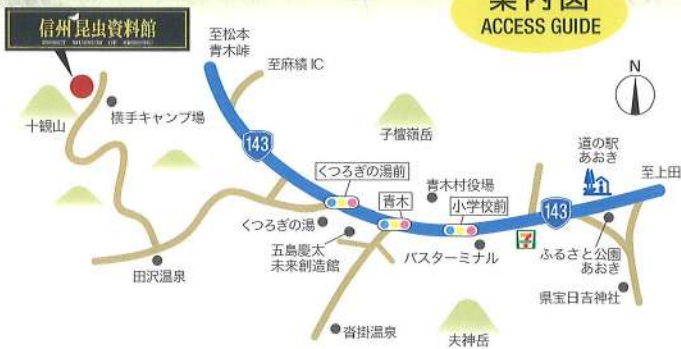 案内図
ACCESS GUIDE
信州昆虫資料館
INSECT MUSEUM OF SHINSHU
至松本
青木峠
至麻績IC
N
十観山
横手キャンプ場
143
子檀嶺岳
道の駅
あおき
至上田
くつろぎの湯前
青木村役場
青木
小学校前
143
くつろぎの湯
五島慶太
未来創造館
バスターミナル
ふるさと公園
あおき
田沢温泉
県宝日吉神社
沓掛温泉
夫神岳